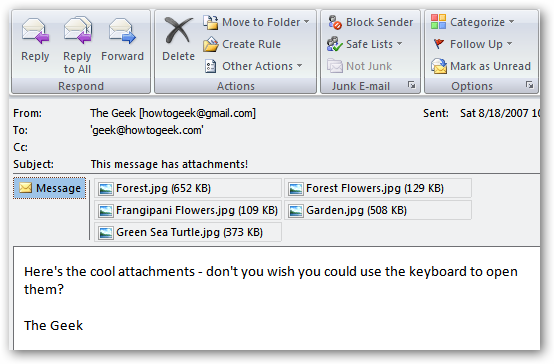 Reply
Reply to All
Forward
Respond
Delete
Move to Folder
Create Rule
Other Actions
Actions
Block Sender
Safe Lists
Not Junk
Junk E-mail
Categorize
Follow Up
Mark as Unread
Options
From: The Geek [howtogeek@gmail.com] Sent: Sat 8/18/2007 10
To: 'geek@howtogeek.com'
Cc:
Subject: This message has attachments!
Message Forest.jpg (652 KB) Forest Flowers.jpg (129 KB)
Frangipani Flowers.jpg (109 KB) Garden.jpg (508 KB)
Green Sea Turtle.jpg (373 KB)
Here's the cool attachments - don't you wish you could use the keyboard to open
them?
The Geek